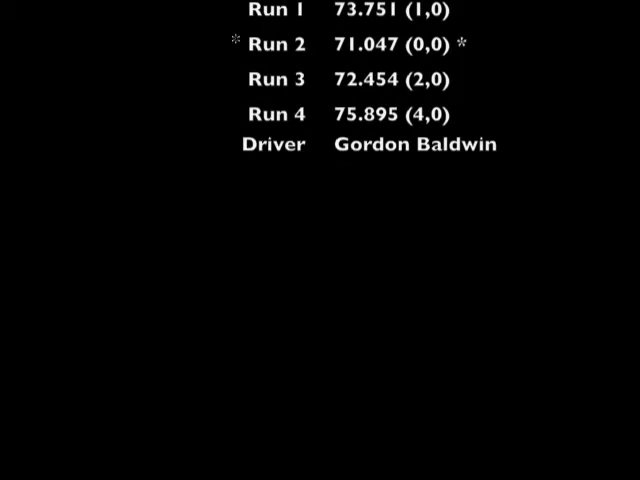 Run 1 73.751 (1,0)
* Run 2 71.047 (0,0) *
Run 3 72.454 (2,0)
Run 4 75.895 (4,0)
Driver Gordon Baldwin